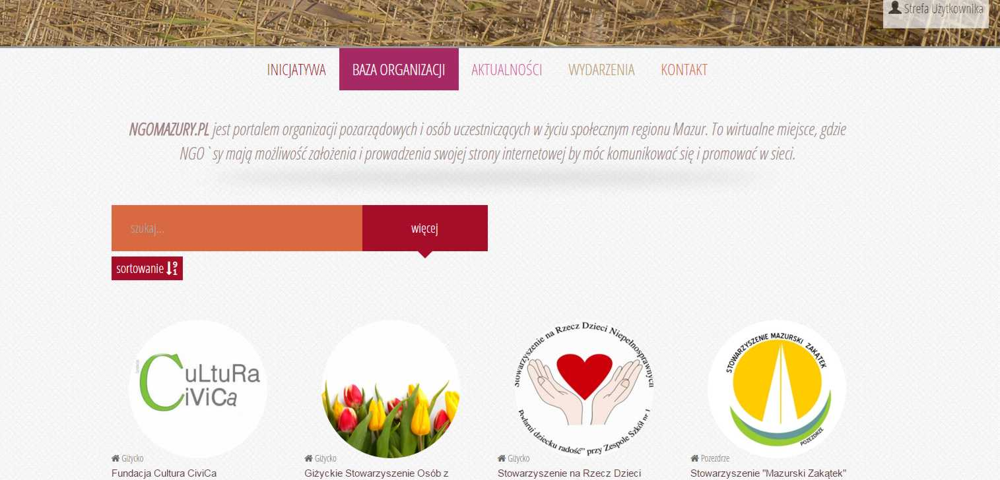 Strefa Użytkownika
INICJATYWA BAZA ORGANIZACJI AKTUALNOŚCI WYDARZENIA KONTAKT
NGOMAZURY.PL jest portalem organizacji pozarządowych i osób uczestniczących w życiu społecznym regionu Mazur. To wirtualne miejsce, gdzie
NGO`sy mają możliwość założenia i prowadzenia swojej strony internetowej by móc komunikować się i promować w sieci.
szukaj... więcej
sortowanie
CuLtuRa
CiViCa
Stowarzyszenie na Rzecz Dzieci Niepełnosprawnych
Podaruj dziecku radość" przy Zespole Szkół nr 1
STOWARZYSZENIE MAZURSKI ZAKĄTEK
POZEZDRZE
Giżycko Giżycko Giżycko Pozezdrze
Fundacja Cultura CiviCa Giżyckie Stowarzyszenie Osób z Stowarzyszenie na Rzecz Dzieci Stowarzyszenie "Mazurski Zakątek"